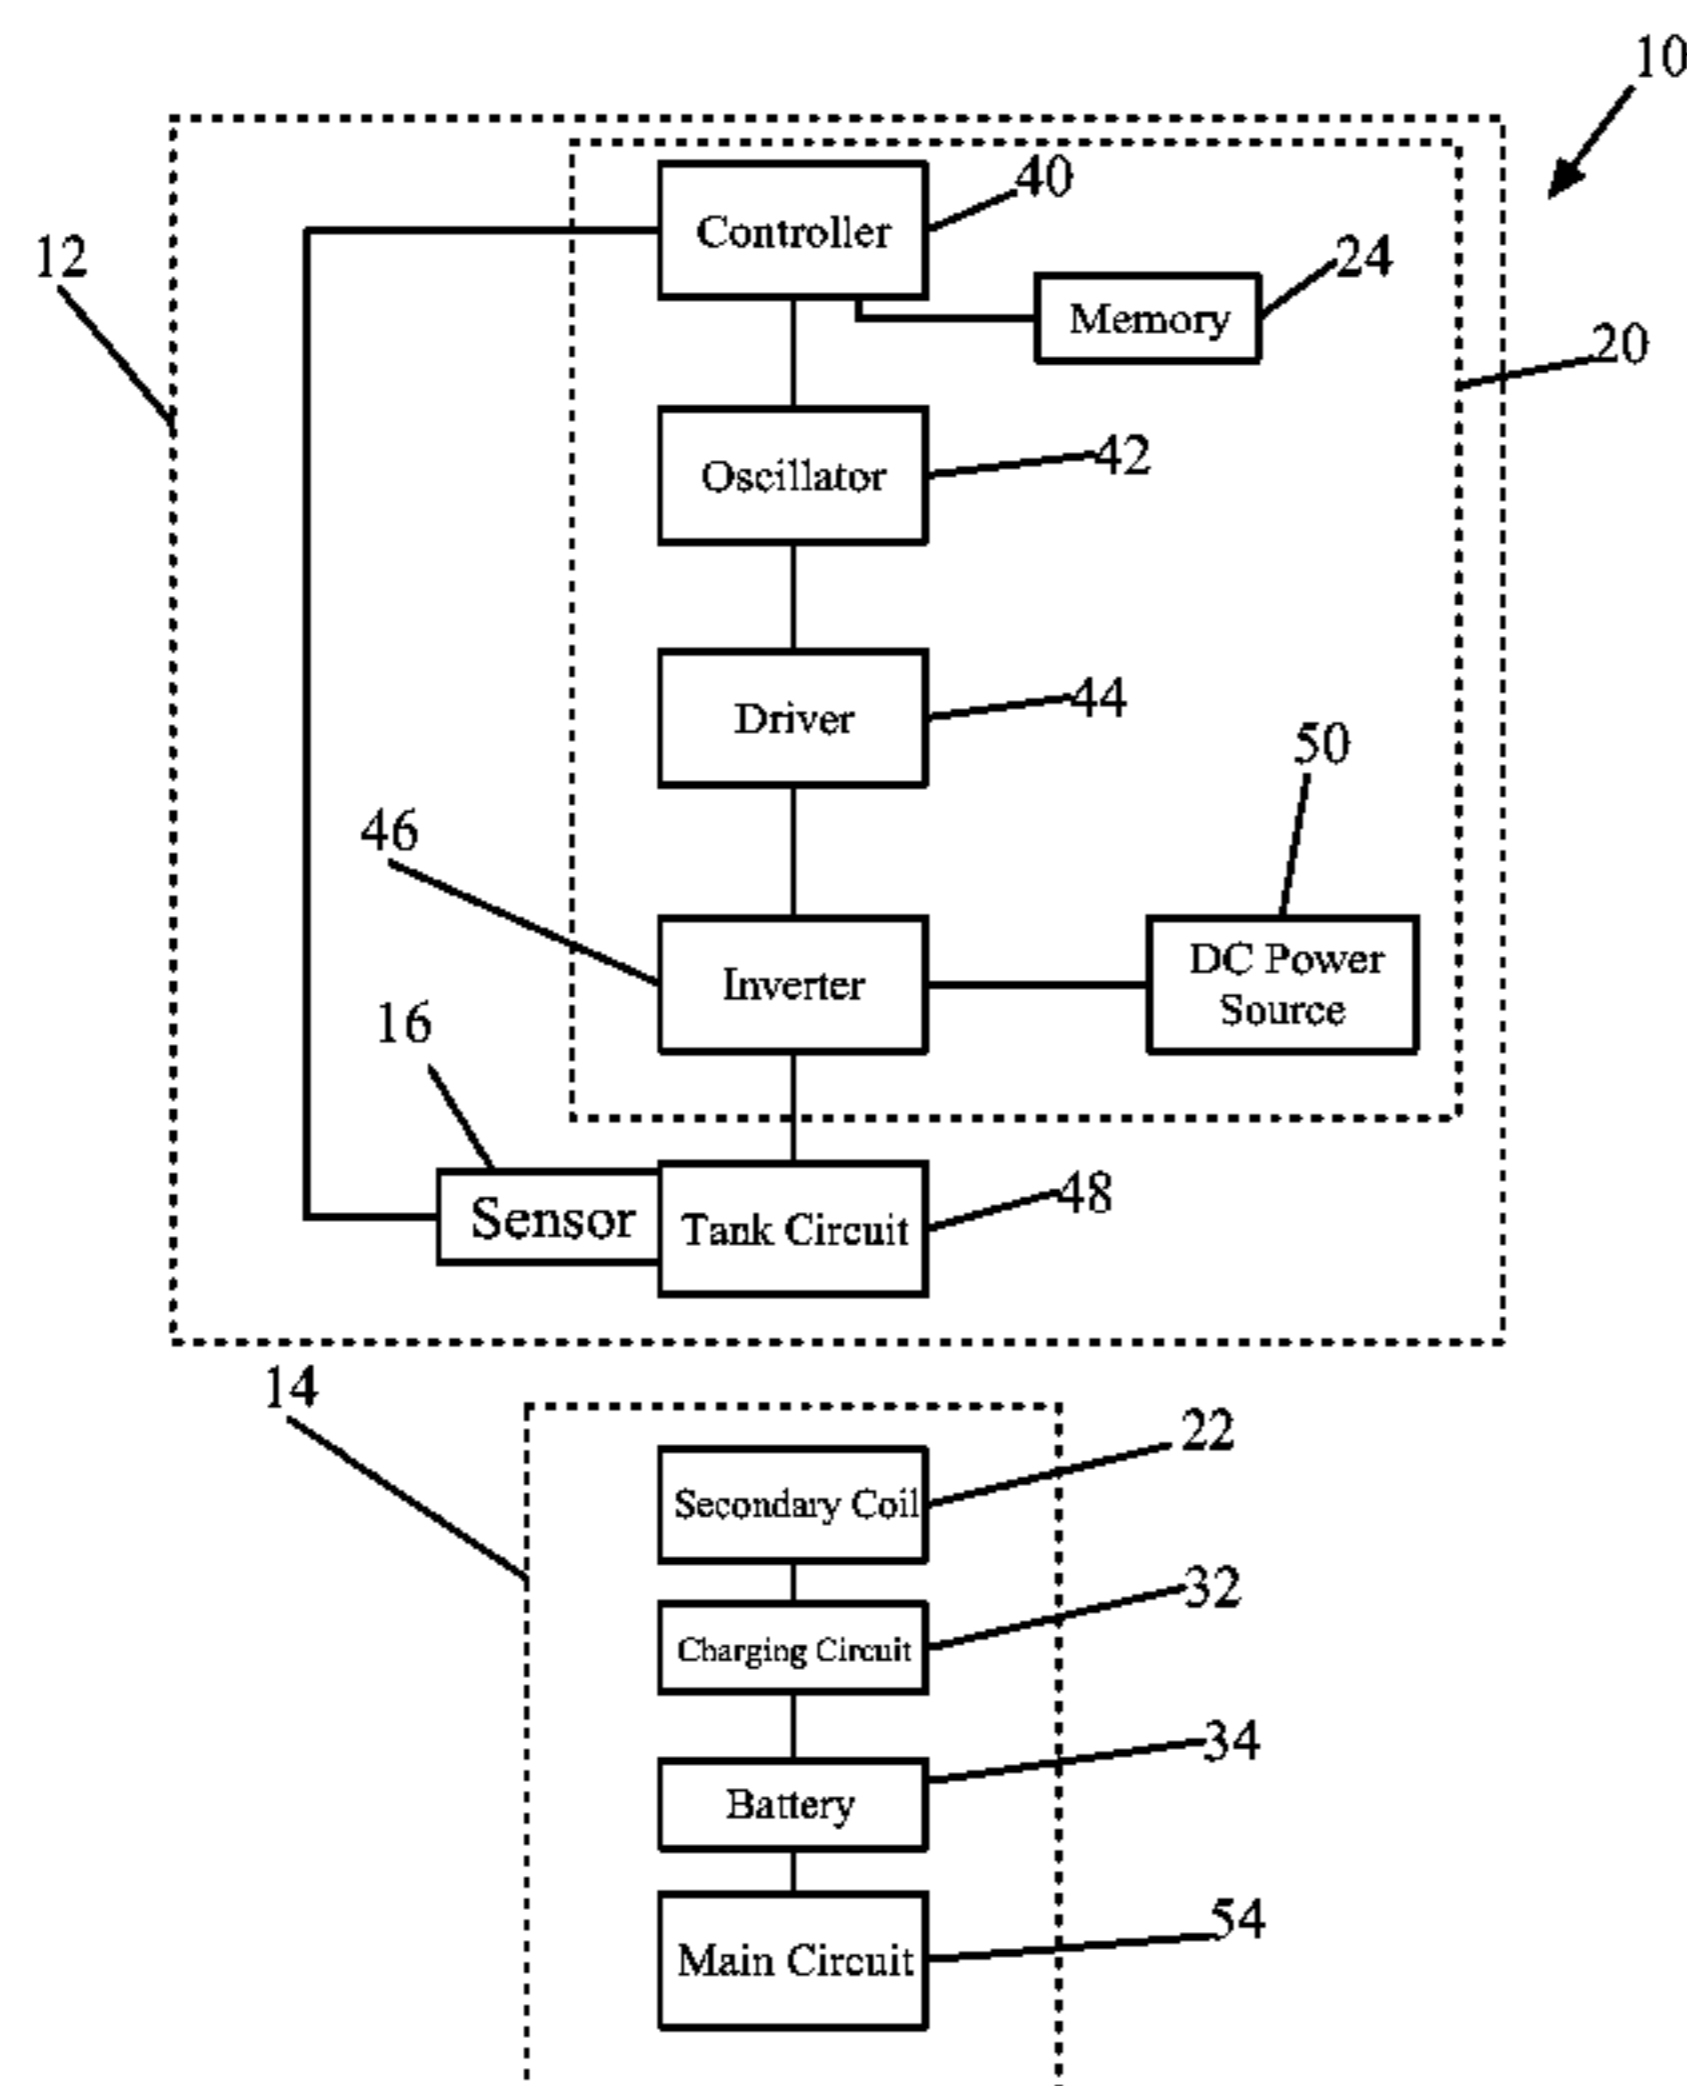 10
40
Controller
12
24
Memory
20
42
Oscillator
44
Driver
50
46
DC Power
Source
Inverter
16
48
Sensor
Tank Circuit
14
22
Secondary Coil
32
Charging Circuit
34
Battery
54
Main Circuit